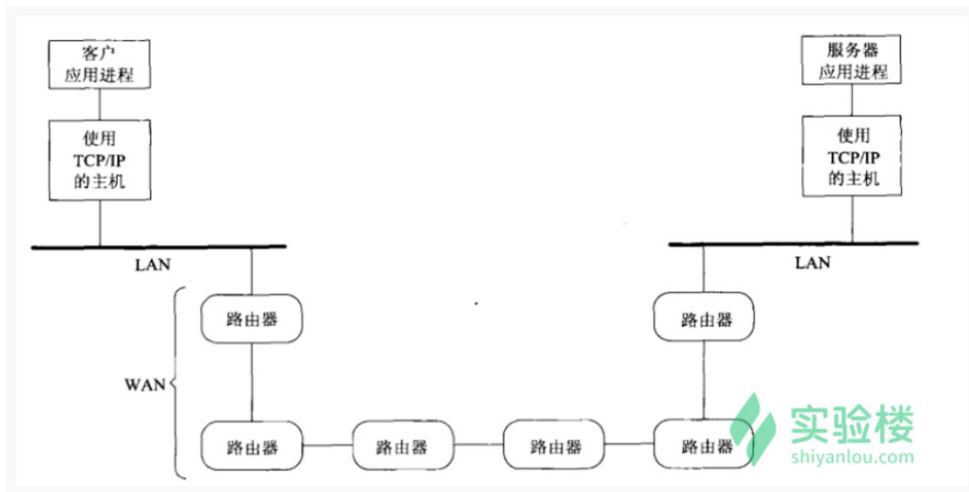 客户
应用进程
服务器
应用进程
使用
TCP/IP
的主机
使用
TCP/IP
的主机
LAN
LAN
路由器
路由器
WAN
路由器
路由器
路由器
路由器
实验楼
shiyanlou.com